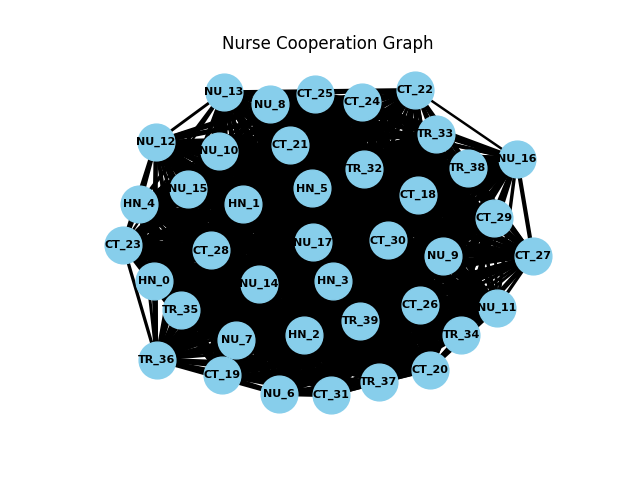 Nurse Cooperation Graph
NU_13
CT_25
CT_22
NU_8
CT_24
TR_33
NU_12
CT_21
NU_10
NU_16
TR_32
TR_38
NU_15
HN_5
CT_18
HN_4
HN_1
CT_29
CT_23
NU_17
CT_30
CT_28
NU_9
CT_27
HN_0
NU_14
HN_3
CT_26
NU_11
TR_35
TR_39
HN_2
TR_34
NU_7
TR_36
CT_19
CT_20
TR_37
NU_6
CT_31